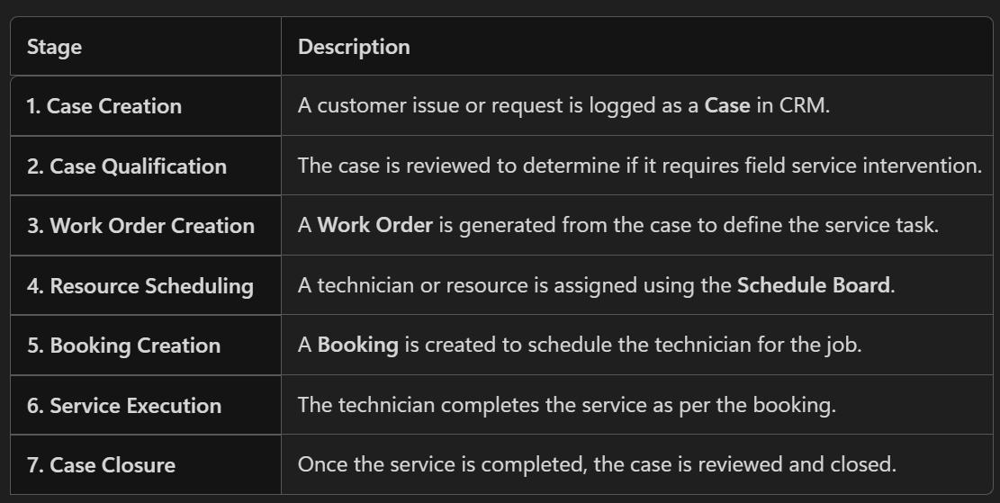 Stage Description
1. Case Creation A customer issue or request is logged as a Case in CRM.
2. Case Qualification The case is reviewed to determine if it requires field service intervention.
3. Work Order Creation A Work Order is generated from the case to define the service task.
4. Resource Scheduling A technician or resource is assigned using the Schedule Board.
5. Booking Creation A Booking is created to schedule the technician for the job.
6. Service Execution The technician completes the service as per the booking.
7. Case Closure Once the service is completed, the case is reviewed and closed.